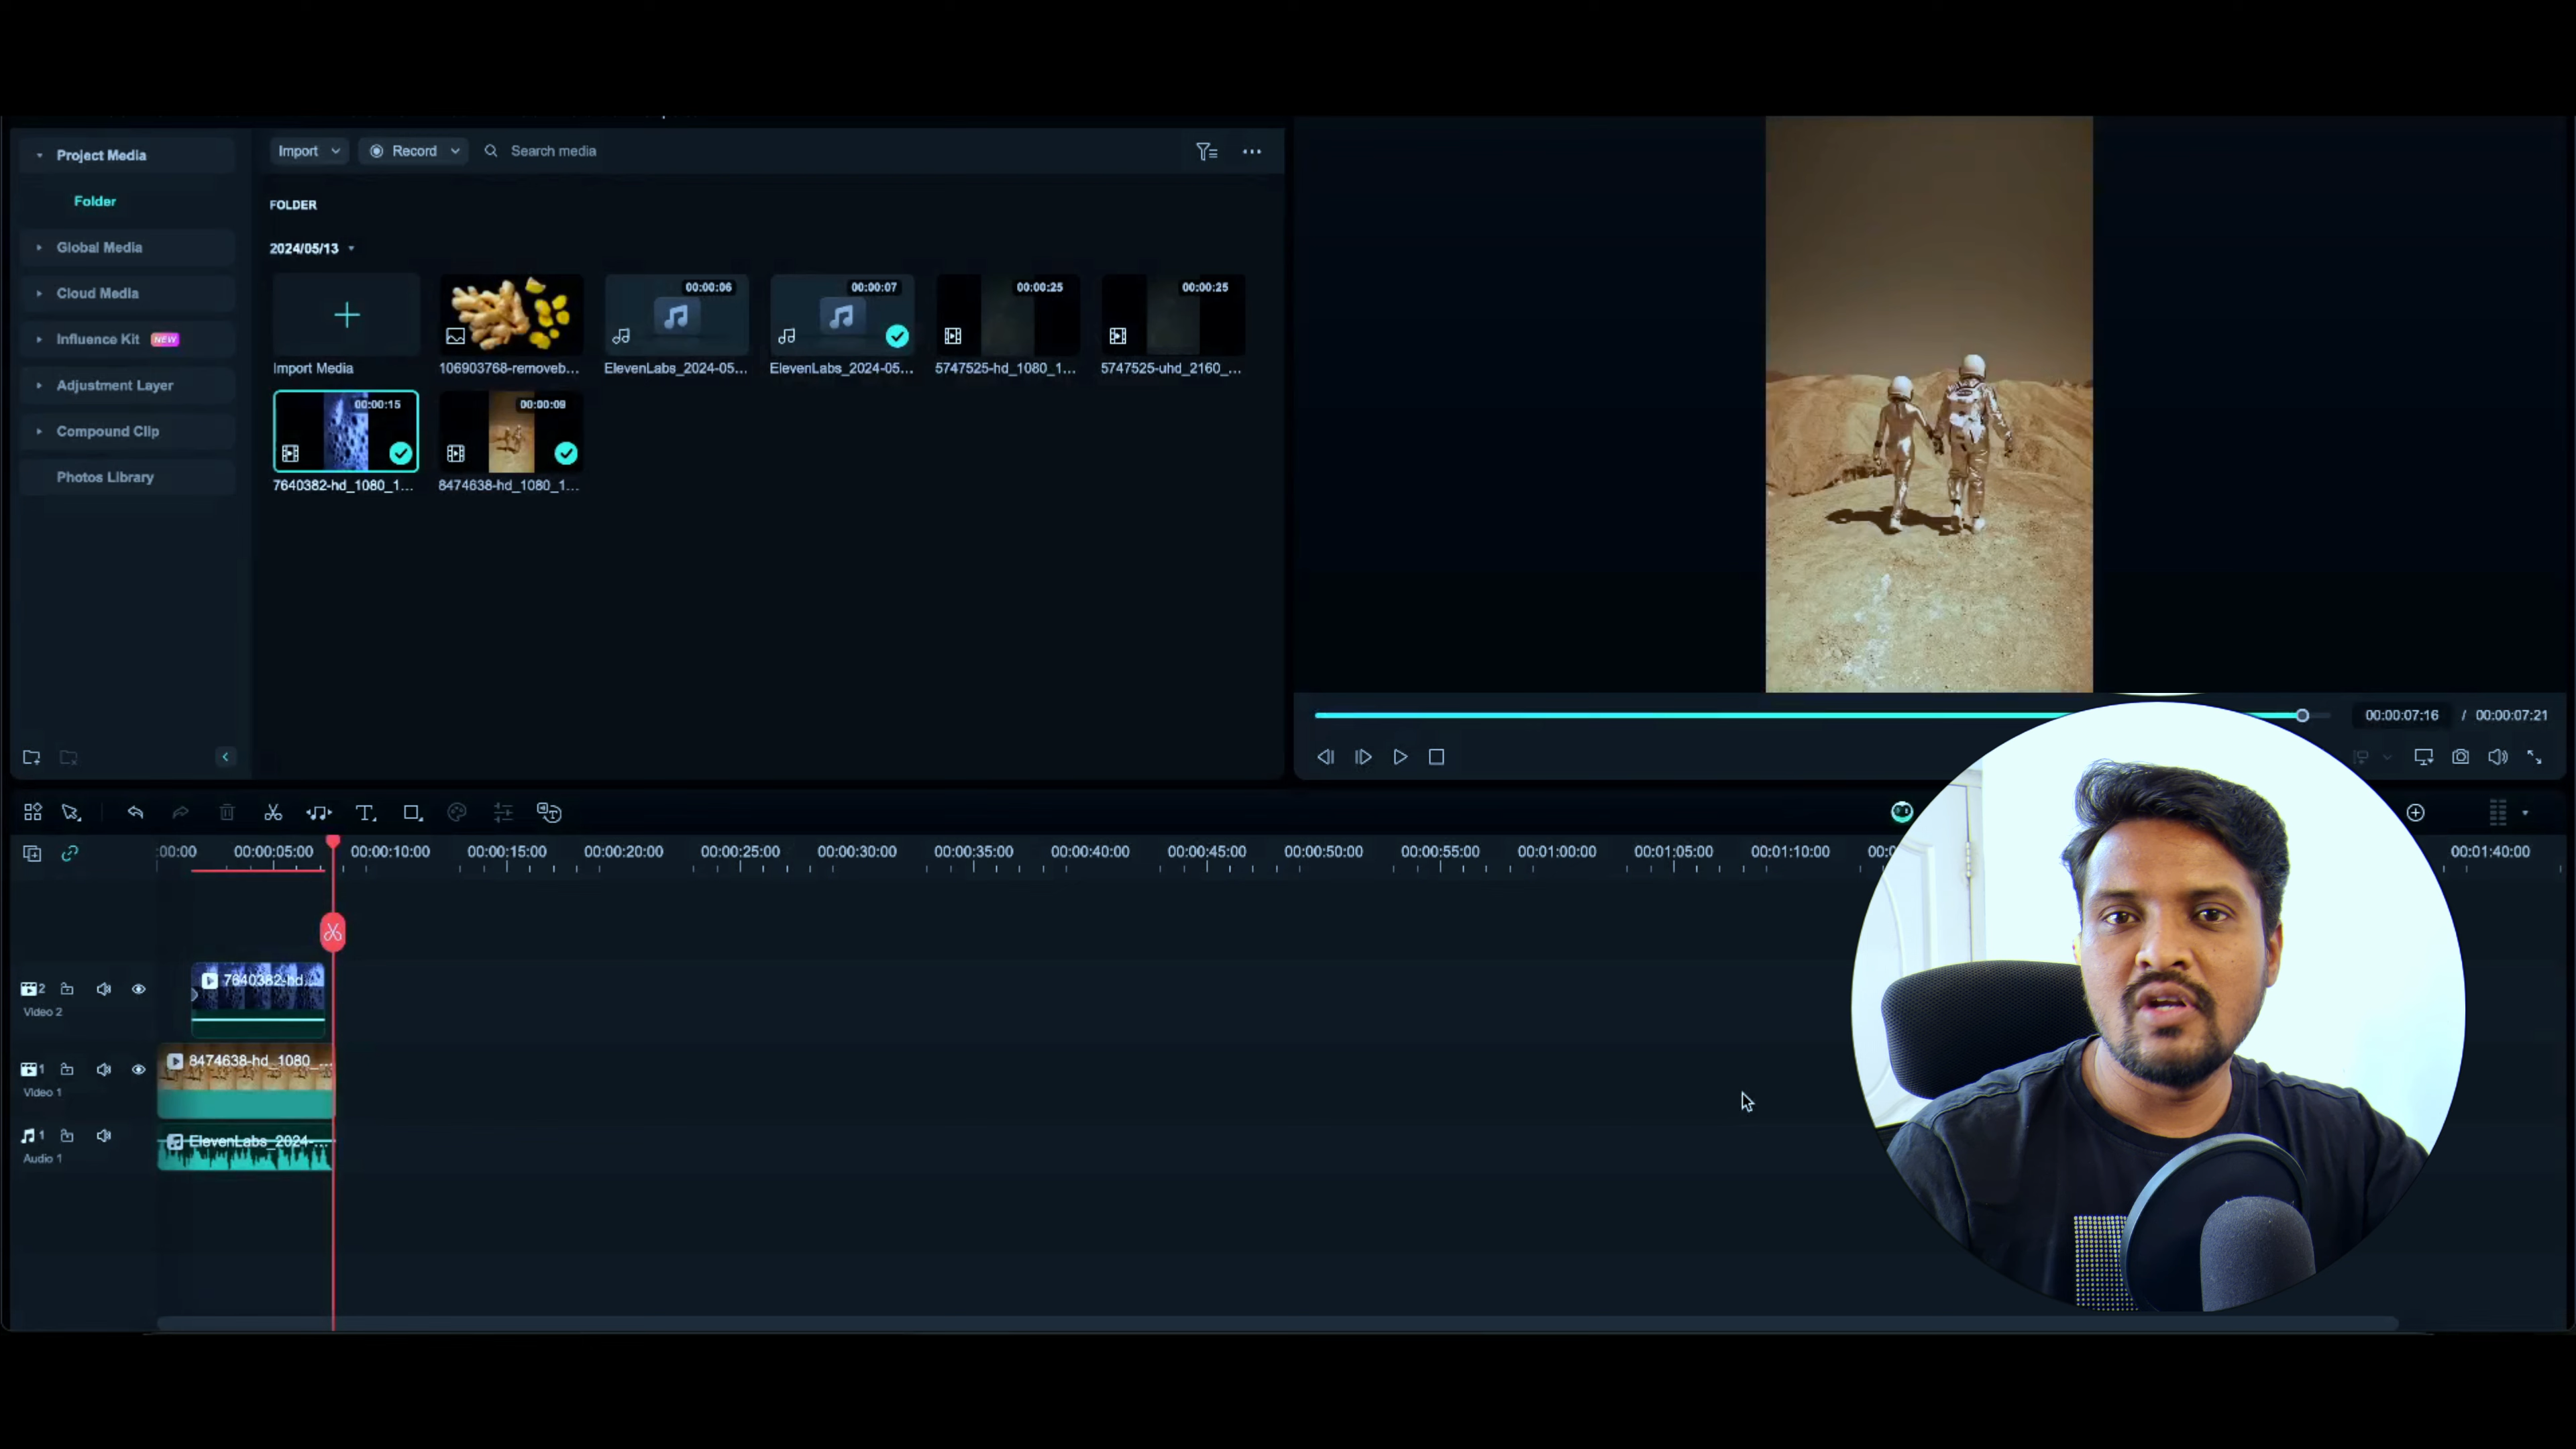 Project Media
Folder
Global Media
Cloud Media
Influence Kit NEW
Adjustment Layer
Compound Clip
Photos Library
Import
Record
Search media
FOLDER
2024/05/13
00:00:06
00:00:07
00:00:25
00:00:25
Import Media
106903768-removeb...
ElevenLabs_2024-05...
ElevenLabs_2024-05...
5747525-hd_1080_1...
5747525-uhd_2160_...
00:00:15
00:00:09
7640382-hd_1080_1...
8474638-hd_1080_1...
00:00:07:16 / 00:00:07:21
:00:00 00:00:05:00 00:00:10:00 00:00:15:00 00:00:20:00 00:00:25:00 00:00:30:00 00:00:35:00 00:00:40:00 00:00:45:00 00:00:50:00 00:00:55:00 00:01:00:00 00:01:05:00 00:01:10:00 00:01:40:00
2
Video 2
7640382-hd...
1
Video 1
8474638-hd_1080_...
1
Audio 1
ElevenLabs_2024-...